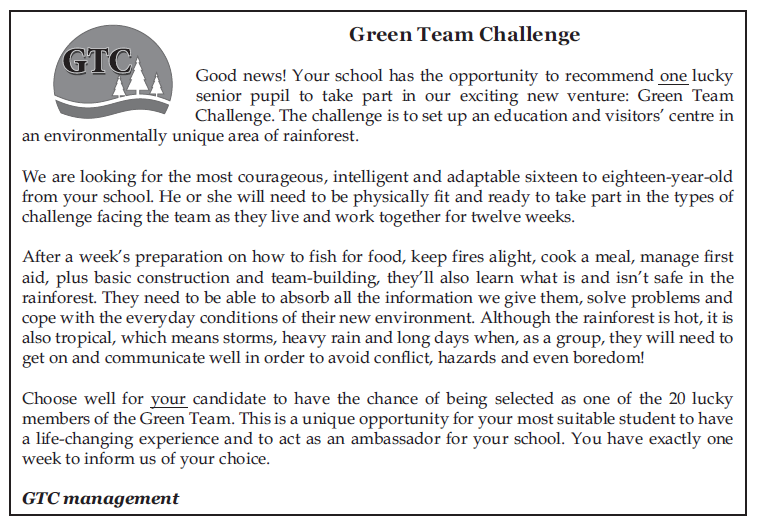 GTC
Green Team Challenge
Good news! Your school has the opportunity to recommend one lucky
senior pupil to take part in our exciting new venture: Green Team
Challenge. The challenge is to set up an education and visitors’ centre in
an environmentally unique area of rainforest.
We are looking for the most courageous, intelligent and adaptable sixteen to eighteen-year-old
from your school. He or she will need to be physically fit and ready to take part in the types of
challenge facing the team as they live and work together for twelve weeks.
After a week’s preparation on how to fish for food, keep fires alight, cook a meal, manage first
aid, plus basic construction and team-building, they’ll also learn what is and isn’t safe in the
rainforest. They need to be able to absorb all the information we give them, solve problems and
cope with the everyday conditions of their new environment. Although the rainforest is hot, it is
also tropical, which means storms, heavy rain and long days when, as a group, they will need to
get on and communicate well in order to avoid conflict, hazards and even boredom!
Choose well for your candidate to have the chance of being selected as one of the 20 lucky
members of the Green Team. This is a unique opportunity for your most suitable student to have
a life-changing experience and to act as an ambassador for your school. You have exactly one
week to inform us of your choice.
GTC management